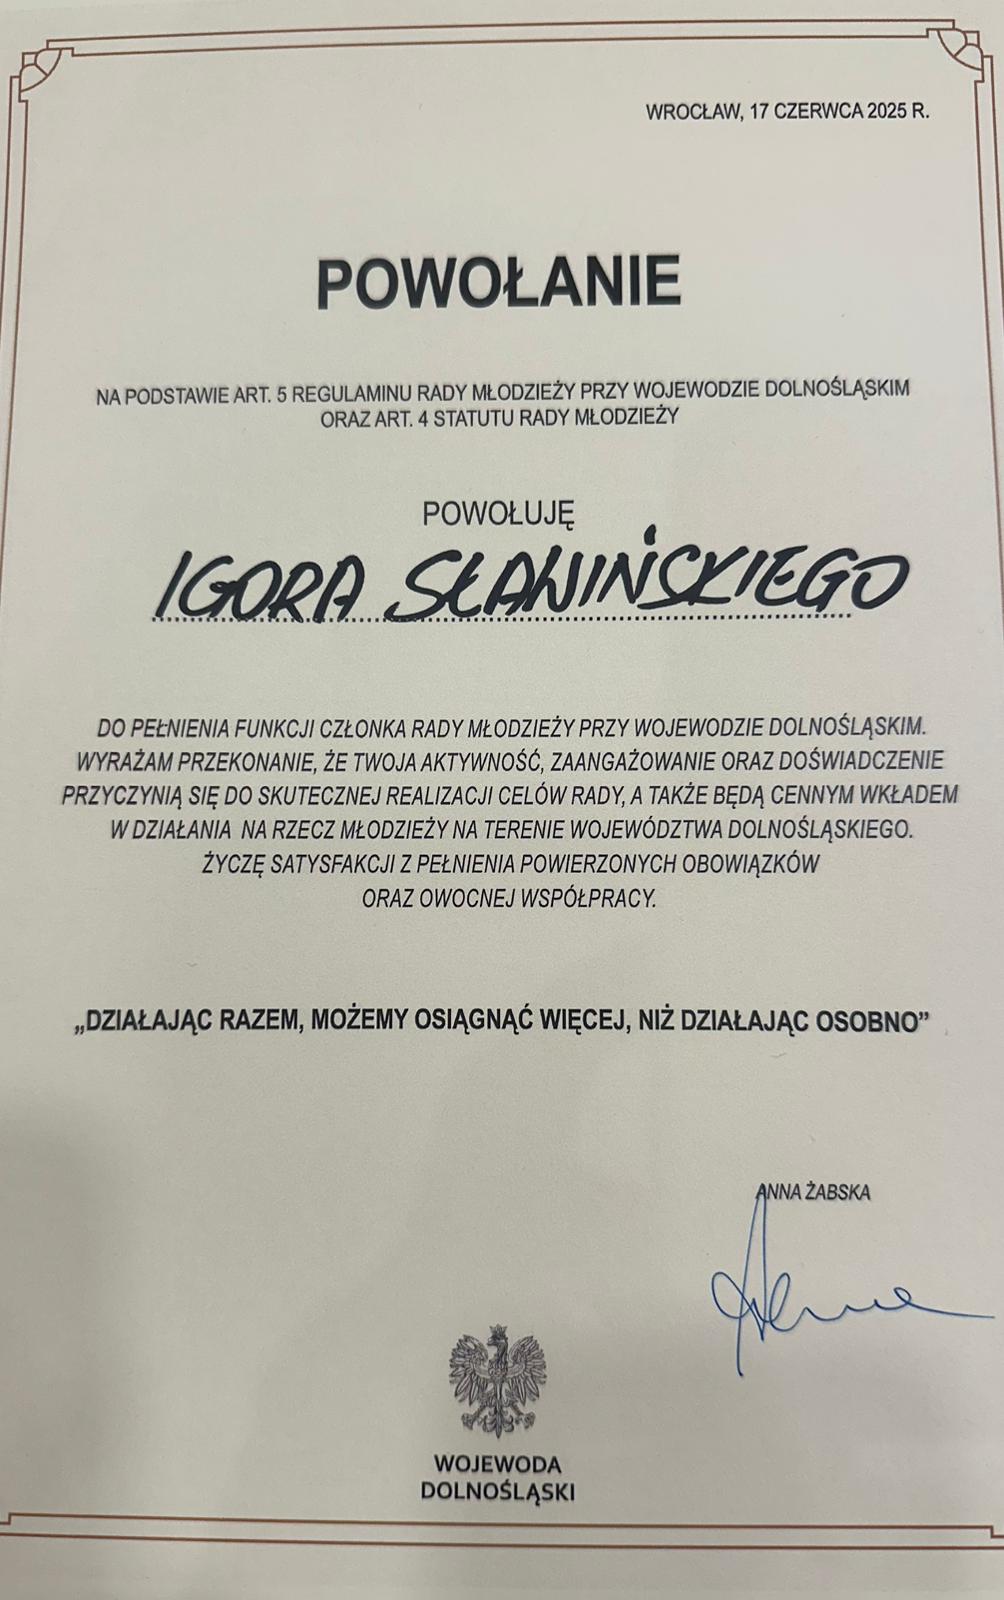 WROCŁAW, 17 CZERWCA 2025 R.
POWOŁANIE
NA PODSTAWIE ART. 5 REGULAMINU RADY MŁODZIEŻY PRZY WOJEWODZIE DOLNOŚLĄSKIM
ORAZ ART. 4 STATUTU RADY MŁODZIEŻY
POWOŁUJĘ
IGORA SŁAWIŃSKIEGO
DO PEŁNIENIA FUNKCJI CZŁONKA RADY MŁODZIEŻY PRZY WOJEWODZIE DOLNOŚLĄSKIM.
WYRAŻAM PRZEKONANIE, ŻE TWOJA AKTYWNOŚĆ, ZAANGAŻOWANIE ORAZ DOŚWIADCZENIE
PRZYCZYNIĄ SIĘ DO SKUTECZNEJ REALIZACJI CELÓW RADY, A TAKŻE BĘDĄ CENNYM WKŁADEM
W DZIAŁANIA NA RZECZ MŁODZIEŻY NA TERENIE WOJEWÓDZTWA DOLNOŚLĄSKIEGO.
ŻYCZĘ SATYSFAKCJI Z PEŁNIENIA POWIERZONYCH OBOWIĄZKÓW
ORAZ OWOCNEJ WSPÓŁPRACY.
„DZIAŁAJĄC RAZEM, MOŻEMY OSIĄGNĄĆ WIĘCEJ, NIŻ DZIAŁAJĄC OSOBNO”
ANNA ŻABSKA
WOJEWODA
DOLNOŚLĄSKI